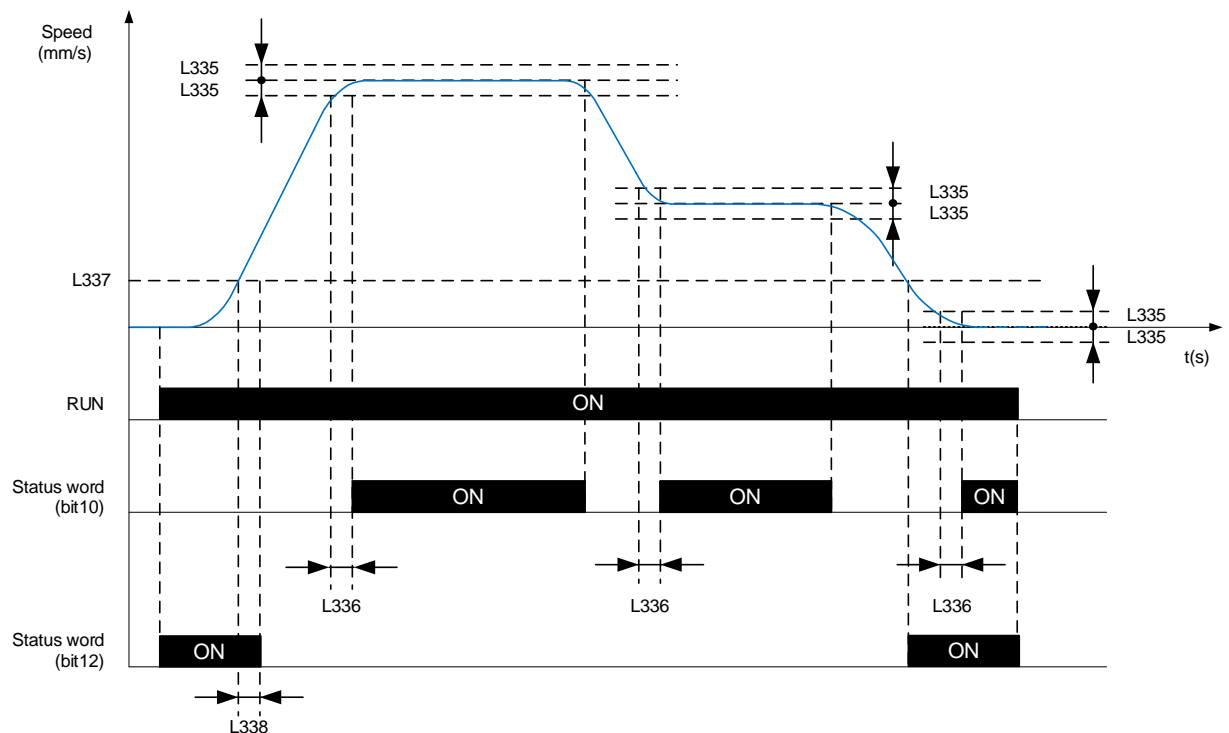 Speed
(mm/s)
L335
L335
L335
L335
L337
L335
L335
t(s)
RUN
ON
Status word
(bit10)
ON
ON
ON
L336
L336
L336
Status word
(bit12)
ON
ON
L338